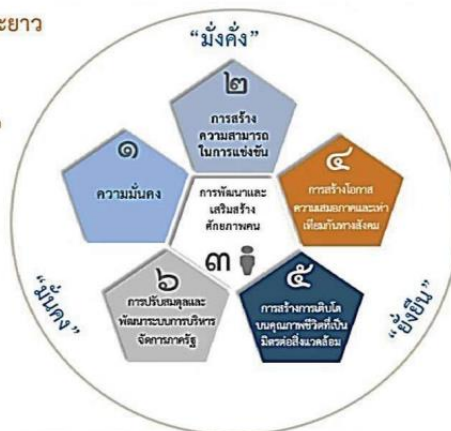 “มั่งคั่ง”
๒
การสร้าง
ความสามารถ
ในการแข่งขัน
๑
ความมั่นคง
การพัฒนาและ
เสริมสร้าง
ศักยภาพคน
๓
๔
การสร้างโอกาส
ความเสมอภาคและเท่า
เทียมกันทางสังคม
๖
การปรับสมดุลและ
พัฒนาระบบการบริหาร
จัดการภาครัฐ
๕
การสร้างการเติบโต
บนคุณภาพชีวิตที่เป็น
มิตรต่อสิ่งแวดล้อม
“มั่นคง”
“ยั่งยืน”